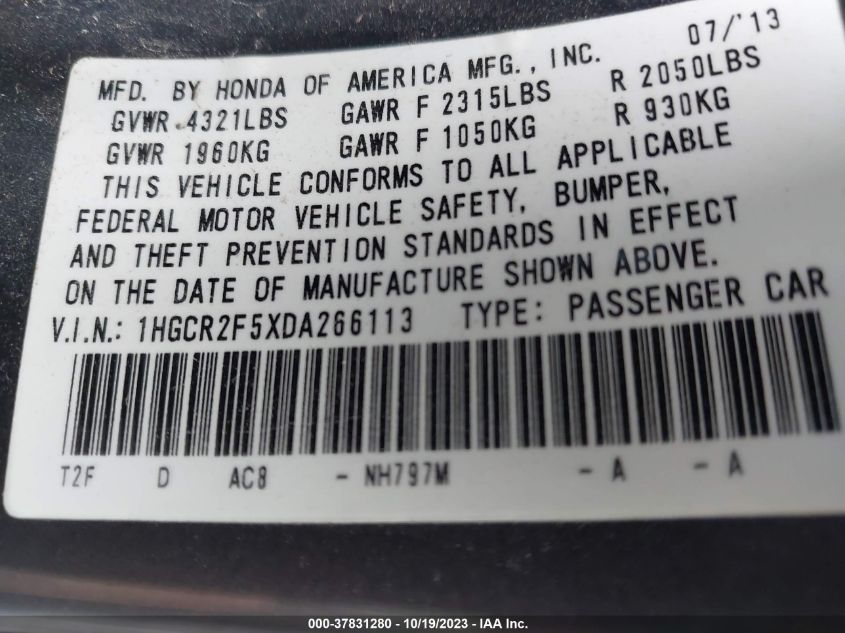 MFD. BY HONDA OF AMERICA MFG., INC. 07/'13
GVWR 4321LBS GAWR F 2315LBS R 2050LBS
GVWR 1960KG GAWR F 1050KG R 930KG
THIS VEHICLE CONFORMS TO ALL APPLICABLE
FEDERAL MOTOR VEHICLE SAFETY, BUMPER,
AND THEFT PREVENTION STANDARDS IN EFFECT
ON THE DATE OF MANUFACTURE SHOWN ABOVE.
V.I.N.: 1HGCR2F5XDA266113 TYPE: PASSENGER CAR
T2F D AC8 - NH797M - A - A
000-37831280 - 10/19/2023 - IAA Inc.